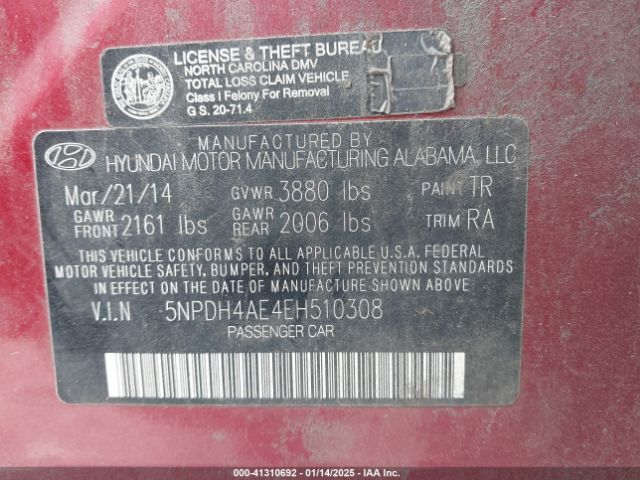 LICENSE & THEFT BUREAU
NORTH CAROLINA DMV
TOTAL LOSS CLAIM VEHICLE
Class I Felony For Removal
G.S. 20-71.4
MANUFACTURED BY
HYUNDAI MOTOR MANUFACTURING ALABAMA, LLC
Mar/21/14 GVWR 3880 lbs PAINT TR
GAWR FRONT 2161 lbs GAWR REAR 2006 lbs TRIM RA
THIS VEHICLE CONFORMS TO ALL APPLICABLE U.S.A. FEDERAL
MOTOR VEHICLE SAFETY, BUMPER, AND THEFT PREVENTION STANDARDS
IN EFFECT ON THE DATE OF MANUFACTURE SHOWN ABOVE.
V.I.N 5NPDH4AE4EH510308
PASSENGER CAR
000-41310692 - 01/14/2025 - IAA Inc.